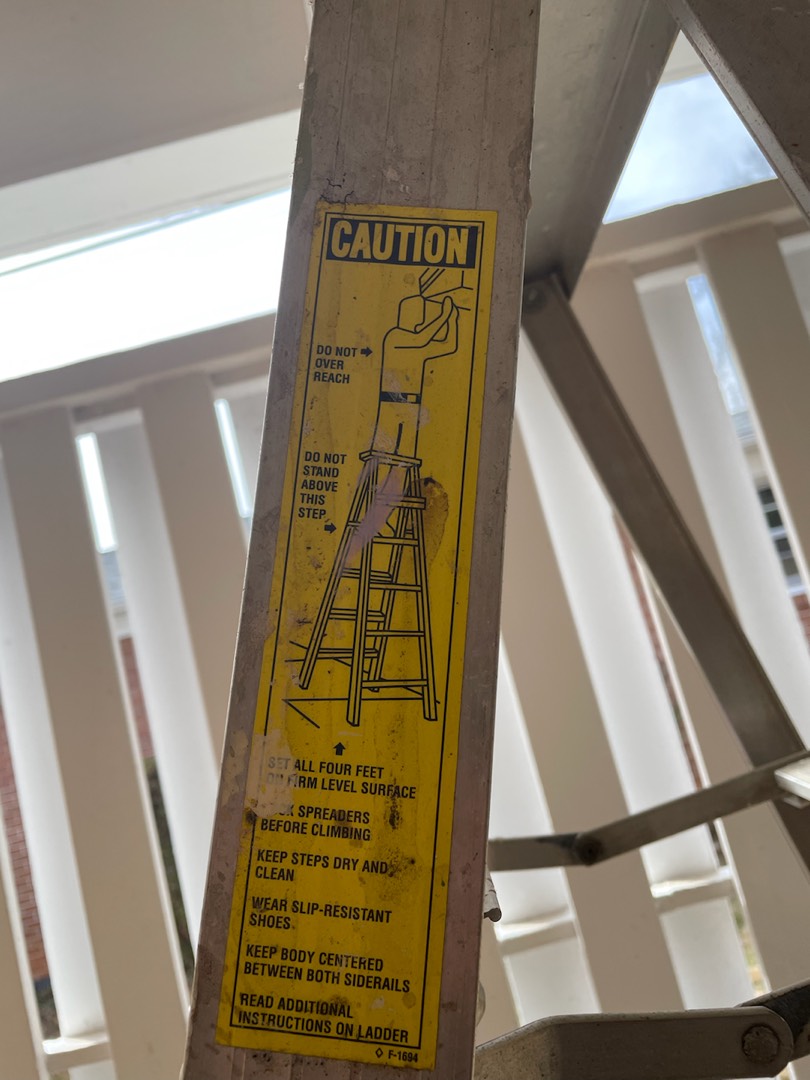 CAUTION
DO NOT
OVER
REACH
DO NOT
STAND
ABOVE
THIS
STEP
SET ALL FOUR FEET
FIRM LEVEL SURFACE
SPREADERS
BEFORE CLIMBING
KEEP STEPS DRY AND
CLEAN
WEAR SLIP-RESISTANT
SHOES
KEEP BODY CENTERED
BETWEEN BOTH SIDERAILS
READ ADDITIONAL
INSTRUCTIONS ON LADDER
F-1694